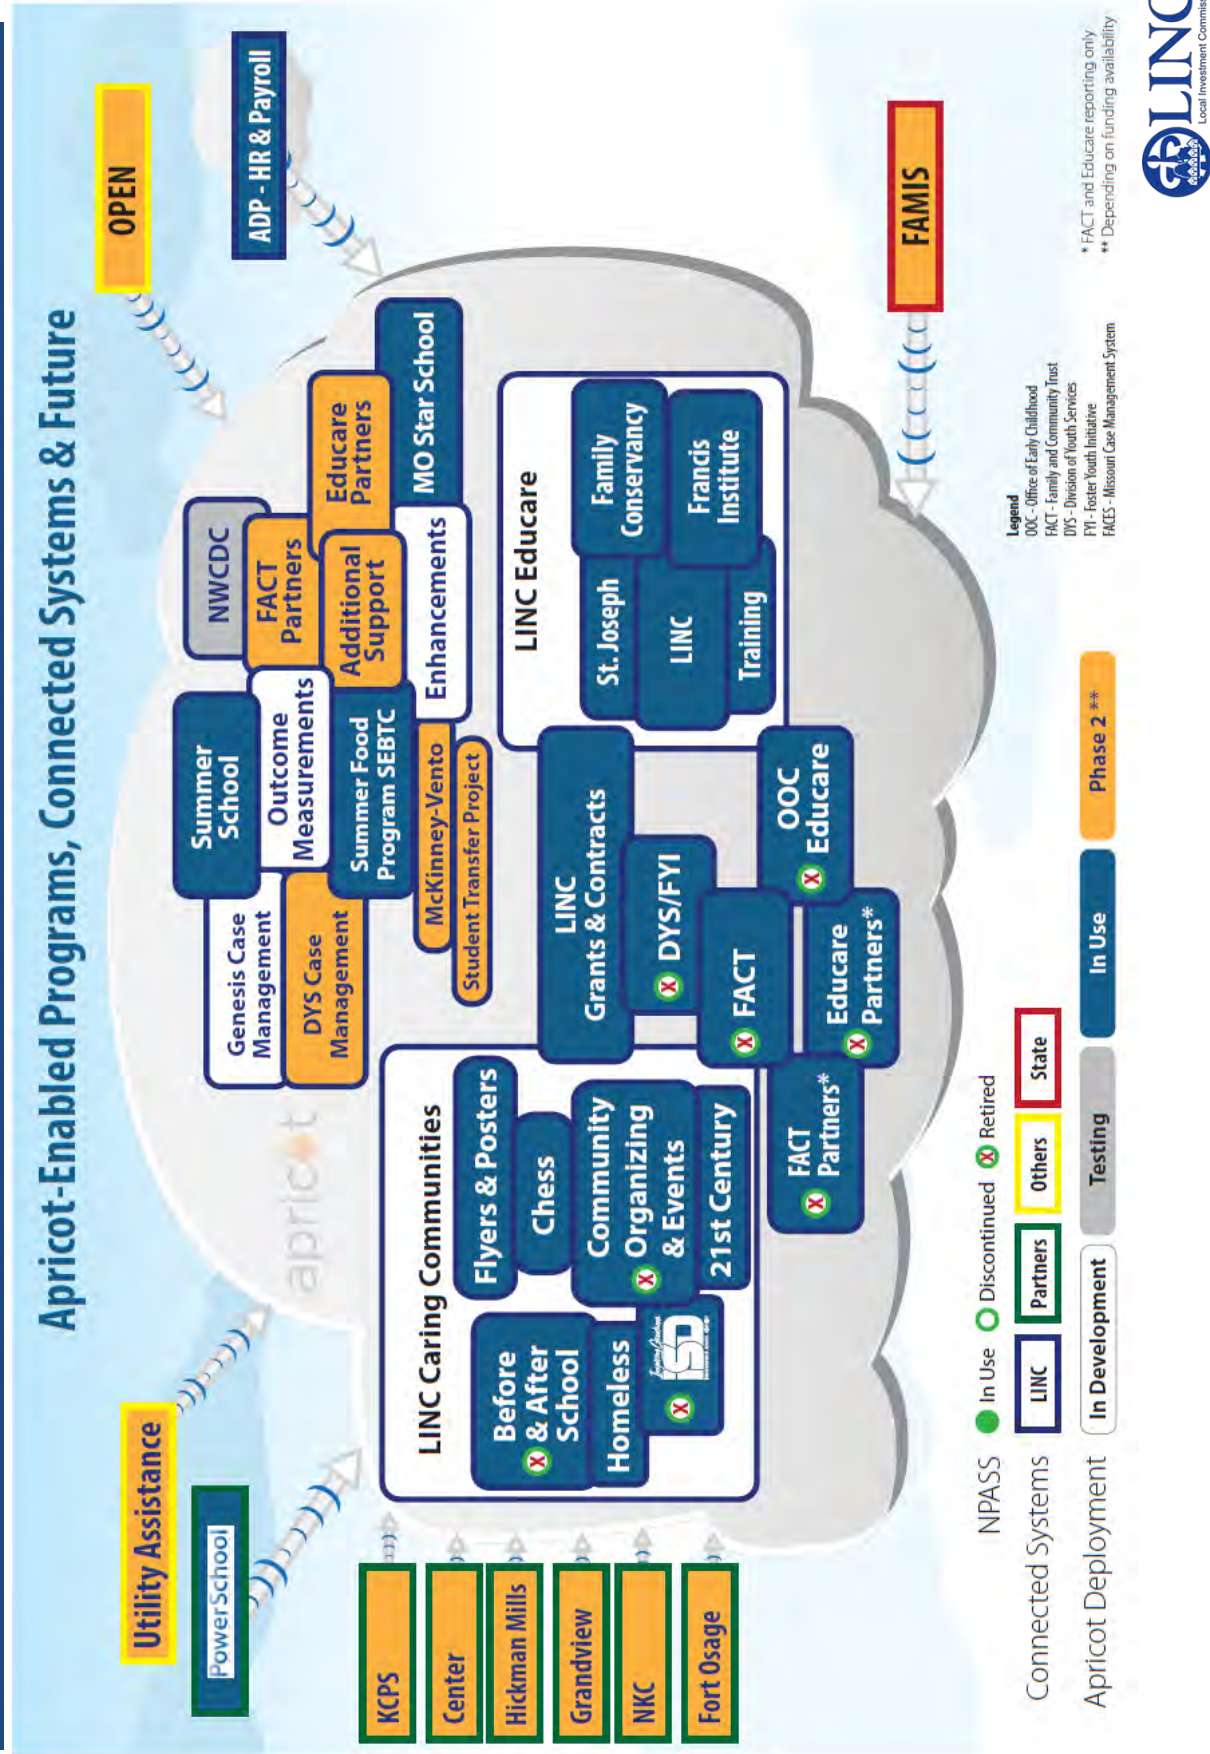 Apricot-Enabled Programs, Connected Systems & Future
Utility Assistance
PowerSchool
OPEN
ADP - HR & Payroll
apricot
KCPS
Center
Hickman Mills
Grandview
NKC
Fort Osage
FAMIS
Genesis Case
Management
DYS Case
Management
Summer
School
Outcome
Measurements
Summer Food
Program SEBTC
McKinney-Vento
Student Transfer Project
NWCDC
FACT
Partners
Additional
Support
Enhancements
Educare
Partners
MO Star School
LINC Caring Communities
Before
X & After
School
Homeless
X
ISD
Flyers & Posters
Chess
Community
Organizing
X & Events
21st Century
LINC
Grants & Contracts
X DYS/FYI
X FACT
FACT
X Partners*
Educare
X Partners*
OOC
X Educare
LINC Educare
St. Joseph
LINC
Training
Family
Conservancy
Francis
Institute
NPASS
In Use
Discontinued
X Retired
Connected Systems
LINC
Partners
Others
State
Apricot Deployment
In Development
Testing
In Use
Phase 2 **
Legend
OOC - Office of Early Childhood
FACT - Family and Community Trust
DYS - Division of Youth Services
FYI - Foster Youth Initiative
FACES - Missouri Case Management System
* FACT and Educare reporting only
** Depending on funding availability
LINC